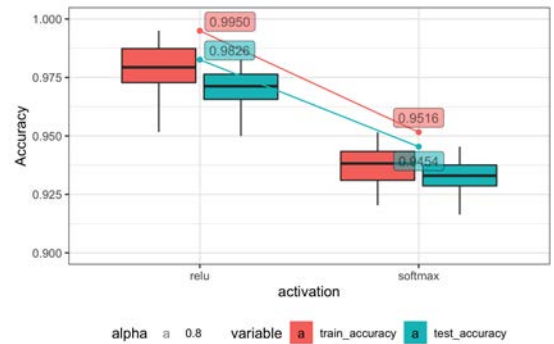 1.000
0.9950
0.9826
0.975
Accuracy
0.950
0.9516
0.9454
0.925
0.900
relu
softmax
activation
alpha a 0.8 variable a train_accuracy a test_accuracy